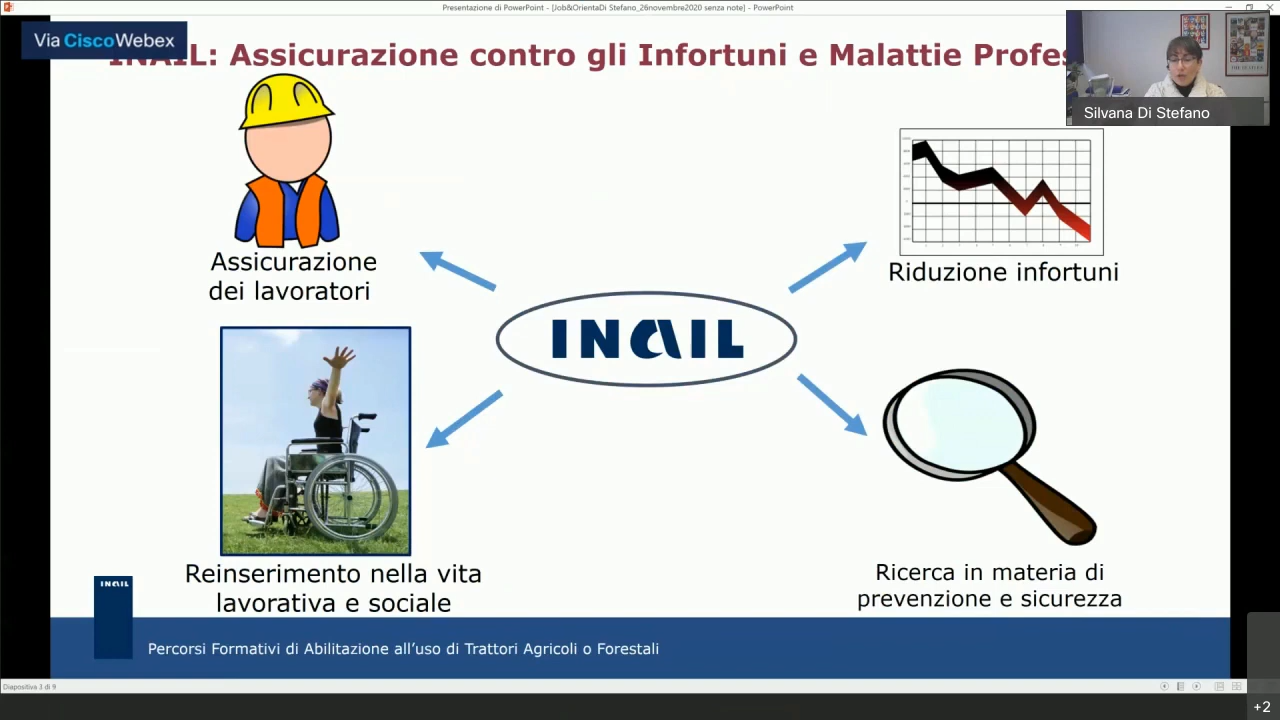 Presentazione di PowerPoint - [Job&OrientaDi Stefano_26novembre2020 senza note] - PowerPoint
Via Cisco Webex
INAIL: Assicurazione contro gli Infortuni e Malattie Profes
Silvana Di Stefano
Assicurazione
dei lavoratori
Riduzione infortuni
INAIL
Reinserimento nella vita
lavorativa e sociale
Ricerca in materia di
prevenzione e sicurezza
INAIL
Percorsi Formativi di Abilitazione all’uso di Trattori Agricoli o Forestali
Diapositiva 3 di 9
+2